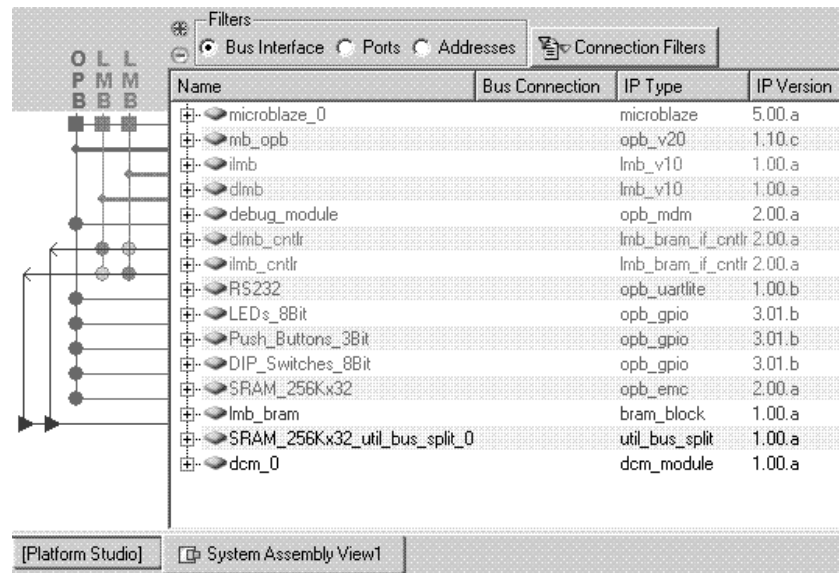 Filters
Bus Interface Ports Addresses Connection Filters
O L L
P M M
B B B
Name Bus Connection IP Type IP Version
microblaze_0 microblaze 5.00.a
mb_opb opb_v20 1.10.c
ilmb lmb_v10 1.00.a
dlmb lmb_v10 1.00.a
debug_module opb_mdm 2.00.a
dlmb_cntlr lmb_bram_if_cntlr 2.00.a
ilmb_cntlr lmb_bram_if_cntlr 2.00.a
RS232 opb_uartlite 1.00.b
LEDs_8Bit opb_gpio 3.01.b
Push_Buttons_3Bit opb_gpio 3.01.b
DIP_Switches_8Bit opb_gpio 3.01.b
SRAM_256Kx32 opb_emc 2.00.a
lmb_bram bram_block 1.00.a
SRAM_256Kx32_util_bus_split_0 util_bus_split 1.00.a
dcm_0 dcm_module 1.00.a
[Platform Studio] System Assembly View1